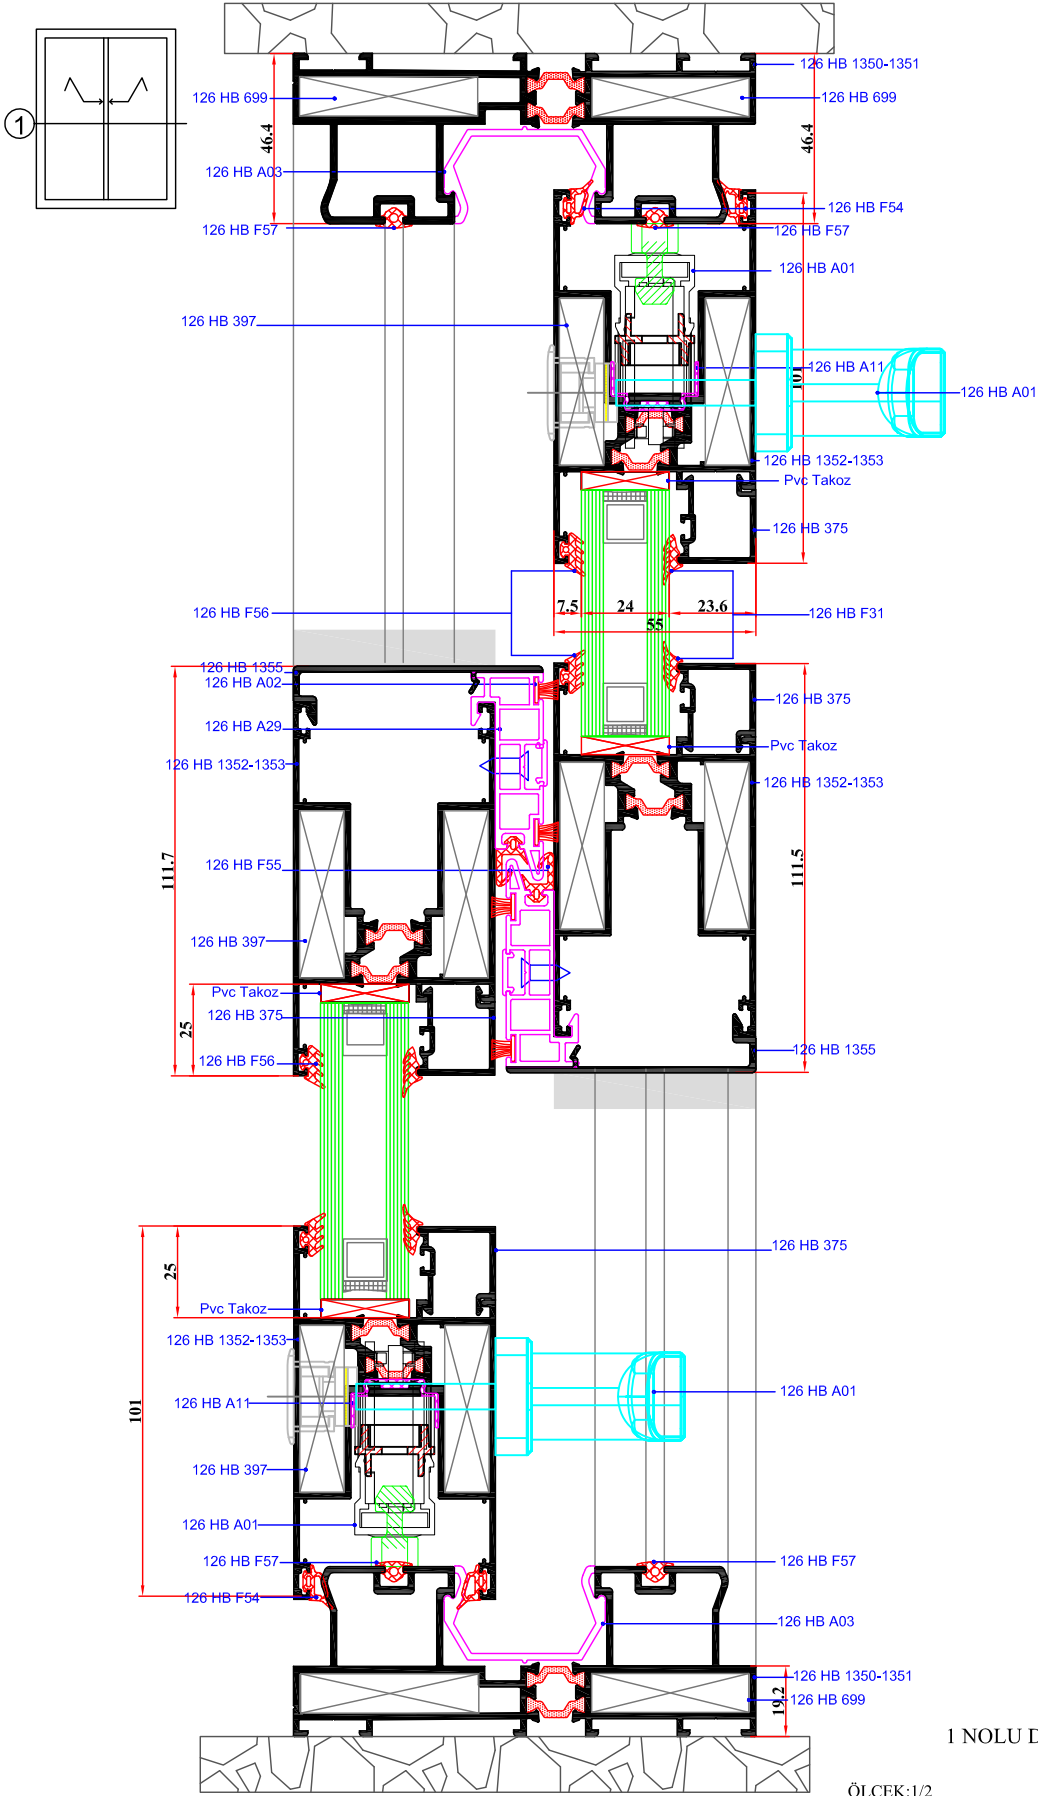 126 HB 1350-1351
126 HB 699
126 HB 699
1
46.4
46.4
126 HB A03
126 HB F54
126 HB F57
126 HB F57
126 HB A01
126 HB 397
126 HB A11
126 HB A01
126 HB 1352-1353
Pvc Takoz
126 HB 375
126 HB F56
7.5
24
23.6
126 HB F31
55
126 HB 1355
126 HB A02
126 HB 375
126 HB A29
Pvc Takoz
126 HB 1352-1353
126 HB 1352-1353
111.7
111.5
126 HB F55
126 HB 397
Pvc Takoz
126 HB 375
25
126 HB 1355
126 HB F56
126 HB 375
25
Pvc Takoz
126 HB 1352-1353
101
126 HB A11
126 HB A01
126 HB 397
126 HB A01
126 HB F57
126 HB F57
126 HB F54
126 HB A03
126 HB 1350-1351
19.2
126 HB 699
1 NOLU D
ÖLÇEK:1/2